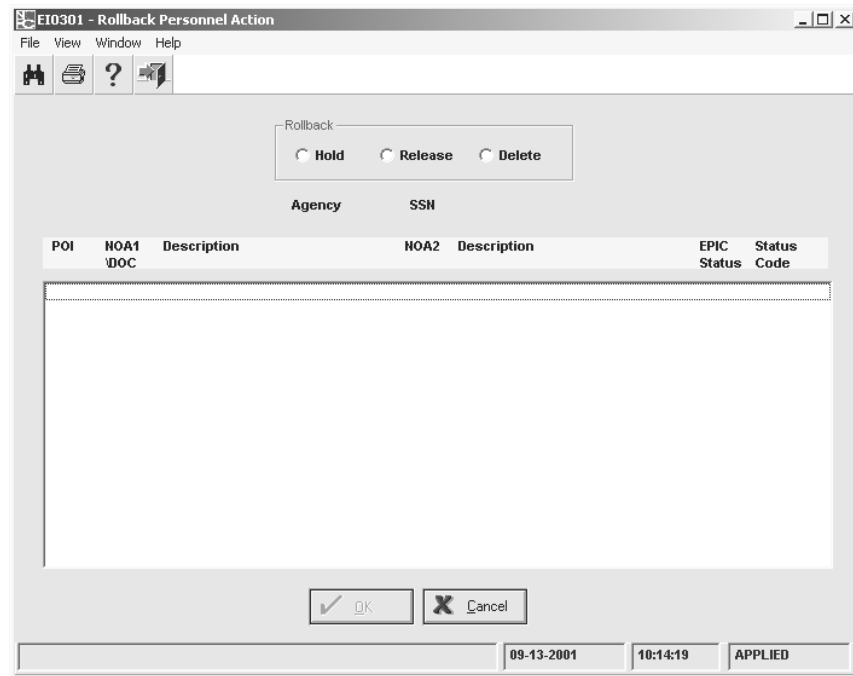 EI0301 - Rollback Personnel Action
File View Window Help
?
Rollback
Hold Release Delete
Agency SSN
POI NOA1 Description NOA2 Description EPIC Status
\DOC Status Code
OK Cancel
09-13-2001 10:14:19 APPLIED